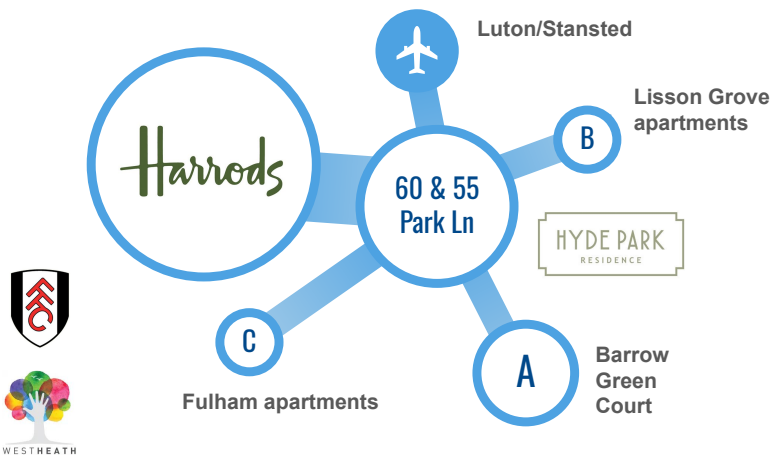 Luton/Stansted
Lisson Grove
apartments
B
Harrods
60 & 55
Park Ln
HYDE PARK
RESIDENCE
FFC
C
Fulham apartments
A
Barrow
Green
Court
WESTHEATH